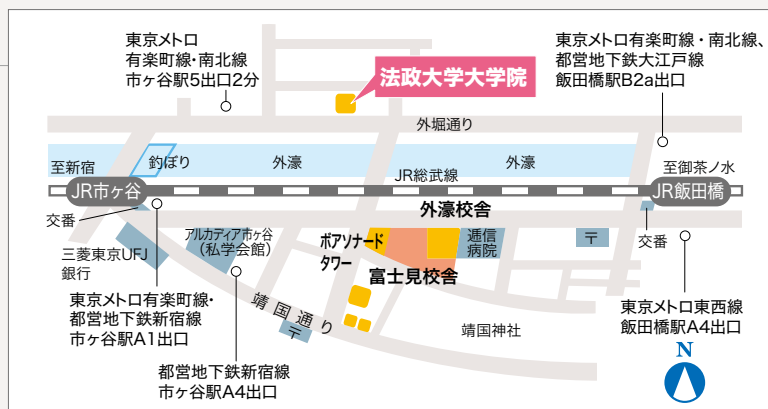 東京メトロ
有楽町線・南北線
市ヶ谷駅5出口2分
法政大学大学院
東京メトロ有楽町線・南北線、
都営地下鉄大江戸線
飯田橋駅B2a出口
外堀通り
至新宿
釣ぼり
外濠
JR総武線
外濠
至御茶ノ水
JR市ヶ谷
JR飯田橋
交番
外濠校舎
三菱東京UFJ
銀行
アルカディア市ヶ谷
(私学会館)
ボアソナード
タワー
通信
病院
〒
交番
富士見校舎
東京メトロ有楽町線・
都営地下鉄新宿線
市ヶ谷駅A1出口
靖国通り
〒
靖国神社
東京メトロ東西線
飯田橋駅A4出口
都営地下鉄新宿線
市ヶ谷駅A4出口
N